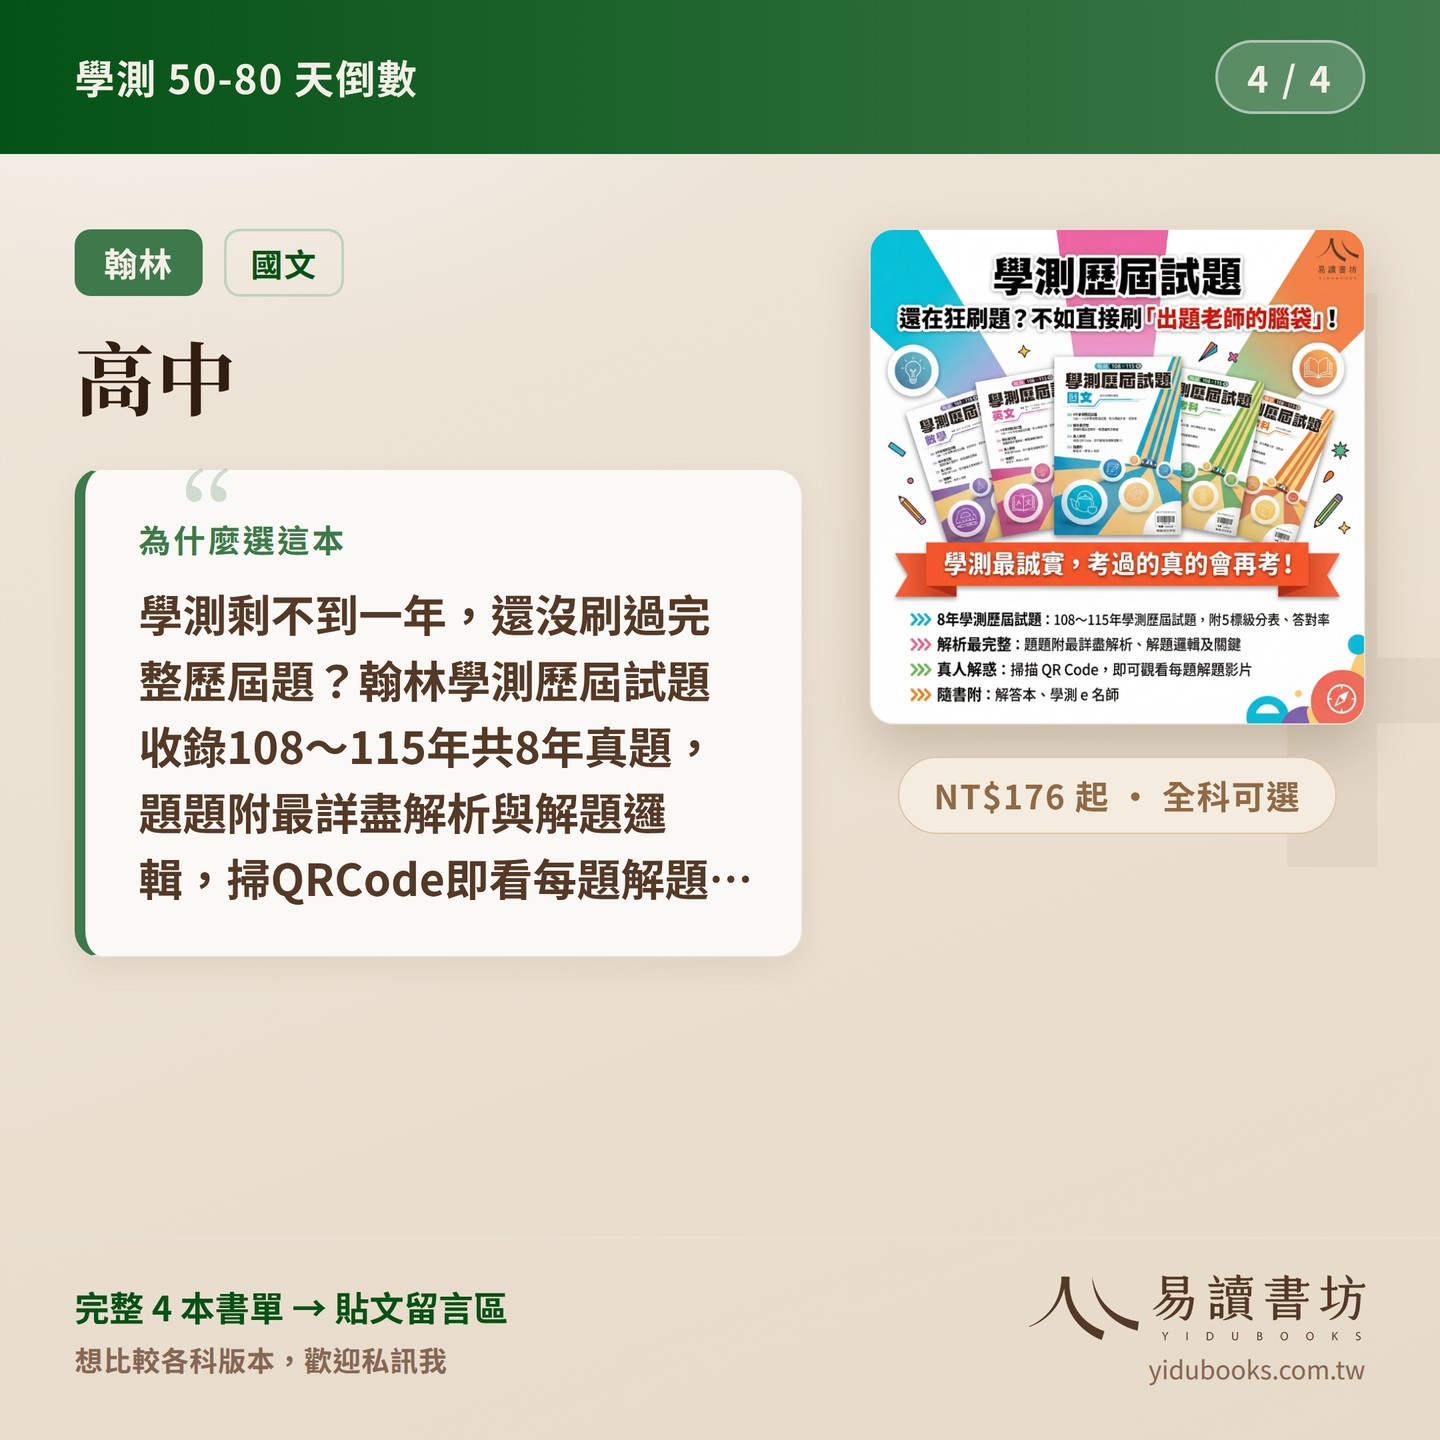 學測 50-80 天倒數
4 / 4
翰林
國文
高中
“
為什麼選這本
學測剩不到一年，還沒刷過完
整歷屆題？翰林學測歷屆試題
收錄108～115年共8年真題，
題題附最詳盡解析與解題邏
輯，掃QRCode即看每題解題…
易讀書坊
學測歷屆試題
還在狂刷題？不如直接刷「出題老師的腦袋」！
學測歷屆
數學
學測歷屆
英文
學測歷屆試題
國文
測歷屆試題
考科
歷屆試題
考科
學測最誠實，考過的真的會再考！
>>> 8年學測歷屆試題：108～115年學測歷屆試題，附5標級分表、答對率
>>> 解析最完整：題題附最詳盡解析、解題邏輯及關鍵
>>> 真人解惑：掃描 QR Code，即可觀看每題解題影片
>>> 隨書附：解答本、學測 e 名師
NT$176 起 · 全科可選
完整 4 本書單 → 貼文留言區
想比較各科版本，歡迎私訊我
易讀書坊
YIDUBOOKS
yidubooks.com.tw